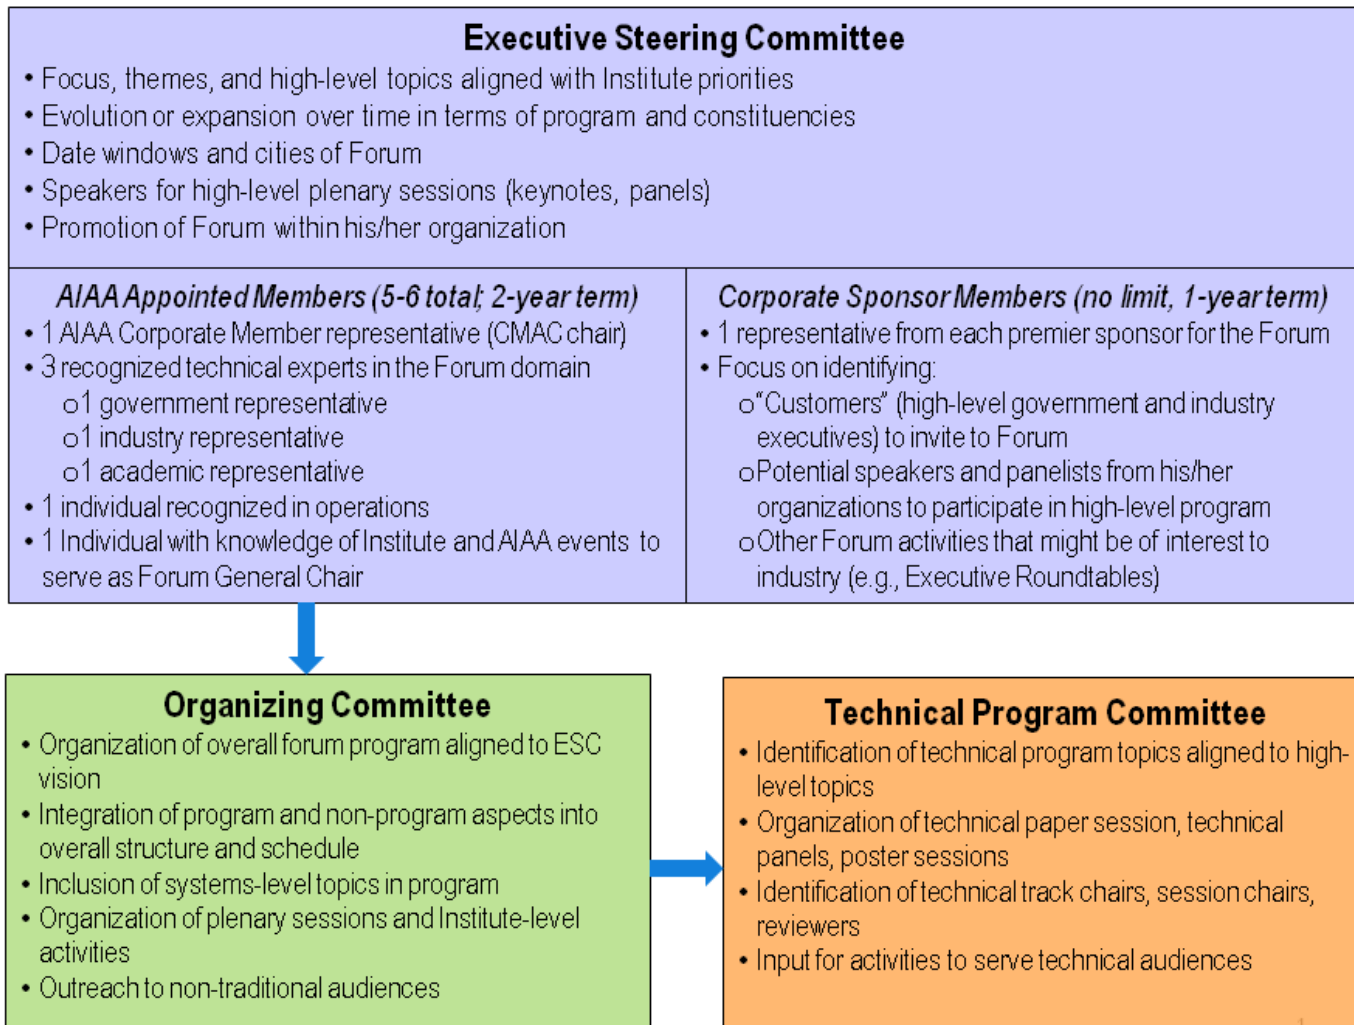 Executive Steering Committee
• Focus, themes, and high-level topics aligned with Institute priorities
• Evolution or expansion over time in terms of program and constituencies
• Date windows and cities of Forum
• Speakers for high-level plenary sessions (keynotes, panels)
• Promotion of Forum within his/her organization
AIAA Appointed Members (5-6 total; 2-year term)
• 1 AIAA Corporate Member representative (CMAC chair)
• 3 recognized technical experts in the Forum domain
o1 government representative
o1 industry representative
o1 academic representative
• 1 individual recognized in operations
• 1 Individual with knowledge of Institute and AIAA events to
serve as Forum General Chair
Corporate Sponsor Members (no limit, 1-year term)
• 1 representative from each premier sponsor for the Forum
• Focus on identifying:
o“Customers” (high-level government and industry
executives) to invite to Forum
oPotential speakers and panelists from his/her
organizations to participate in high-level program
oOther Forum activities that might be of interest to
industry (e.g., Executive Roundtables)
Organizing Committee
• Organization of overall forum program aligned to ESC
vision
• Integration of program and non-program aspects into
overall structure and schedule
• Inclusion of systems-level topics in program
• Organization of plenary sessions and Institute-level
activities
• Outreach to non-traditional audiences
Technical Program Committee
• Identification of technical program topics aligned to high-
level topics
• Organization of technical paper session, technical
panels, poster sessions
• Identification of technical track chairs, session chairs,
reviewers
• Input for activities to serve technical audiences
1